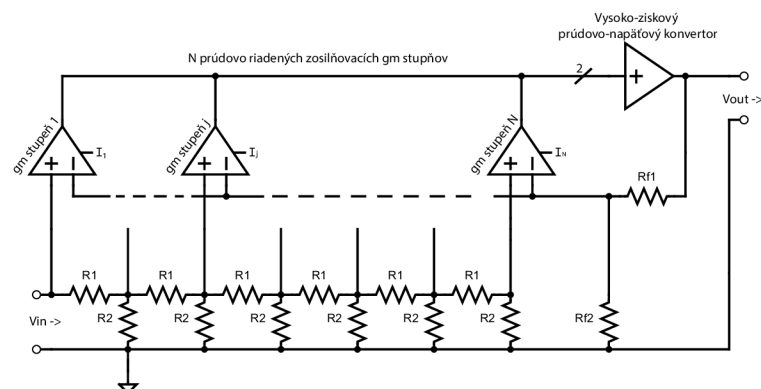 Vysoko-ziskový
prúdovo-napäťový konvertor
N prúdovo riadených zosilňovacích gm stupňov
2
+
Vout ->
gm stupeň 1
+ −
I1
gm stupeň j
+ −
Ij
gm stupeň N
+ −
IN
Rf1
R1 R1 R1 R1 R1 R1
Vin ->
R2 R2 R2 R2 R2 R2
Rf2